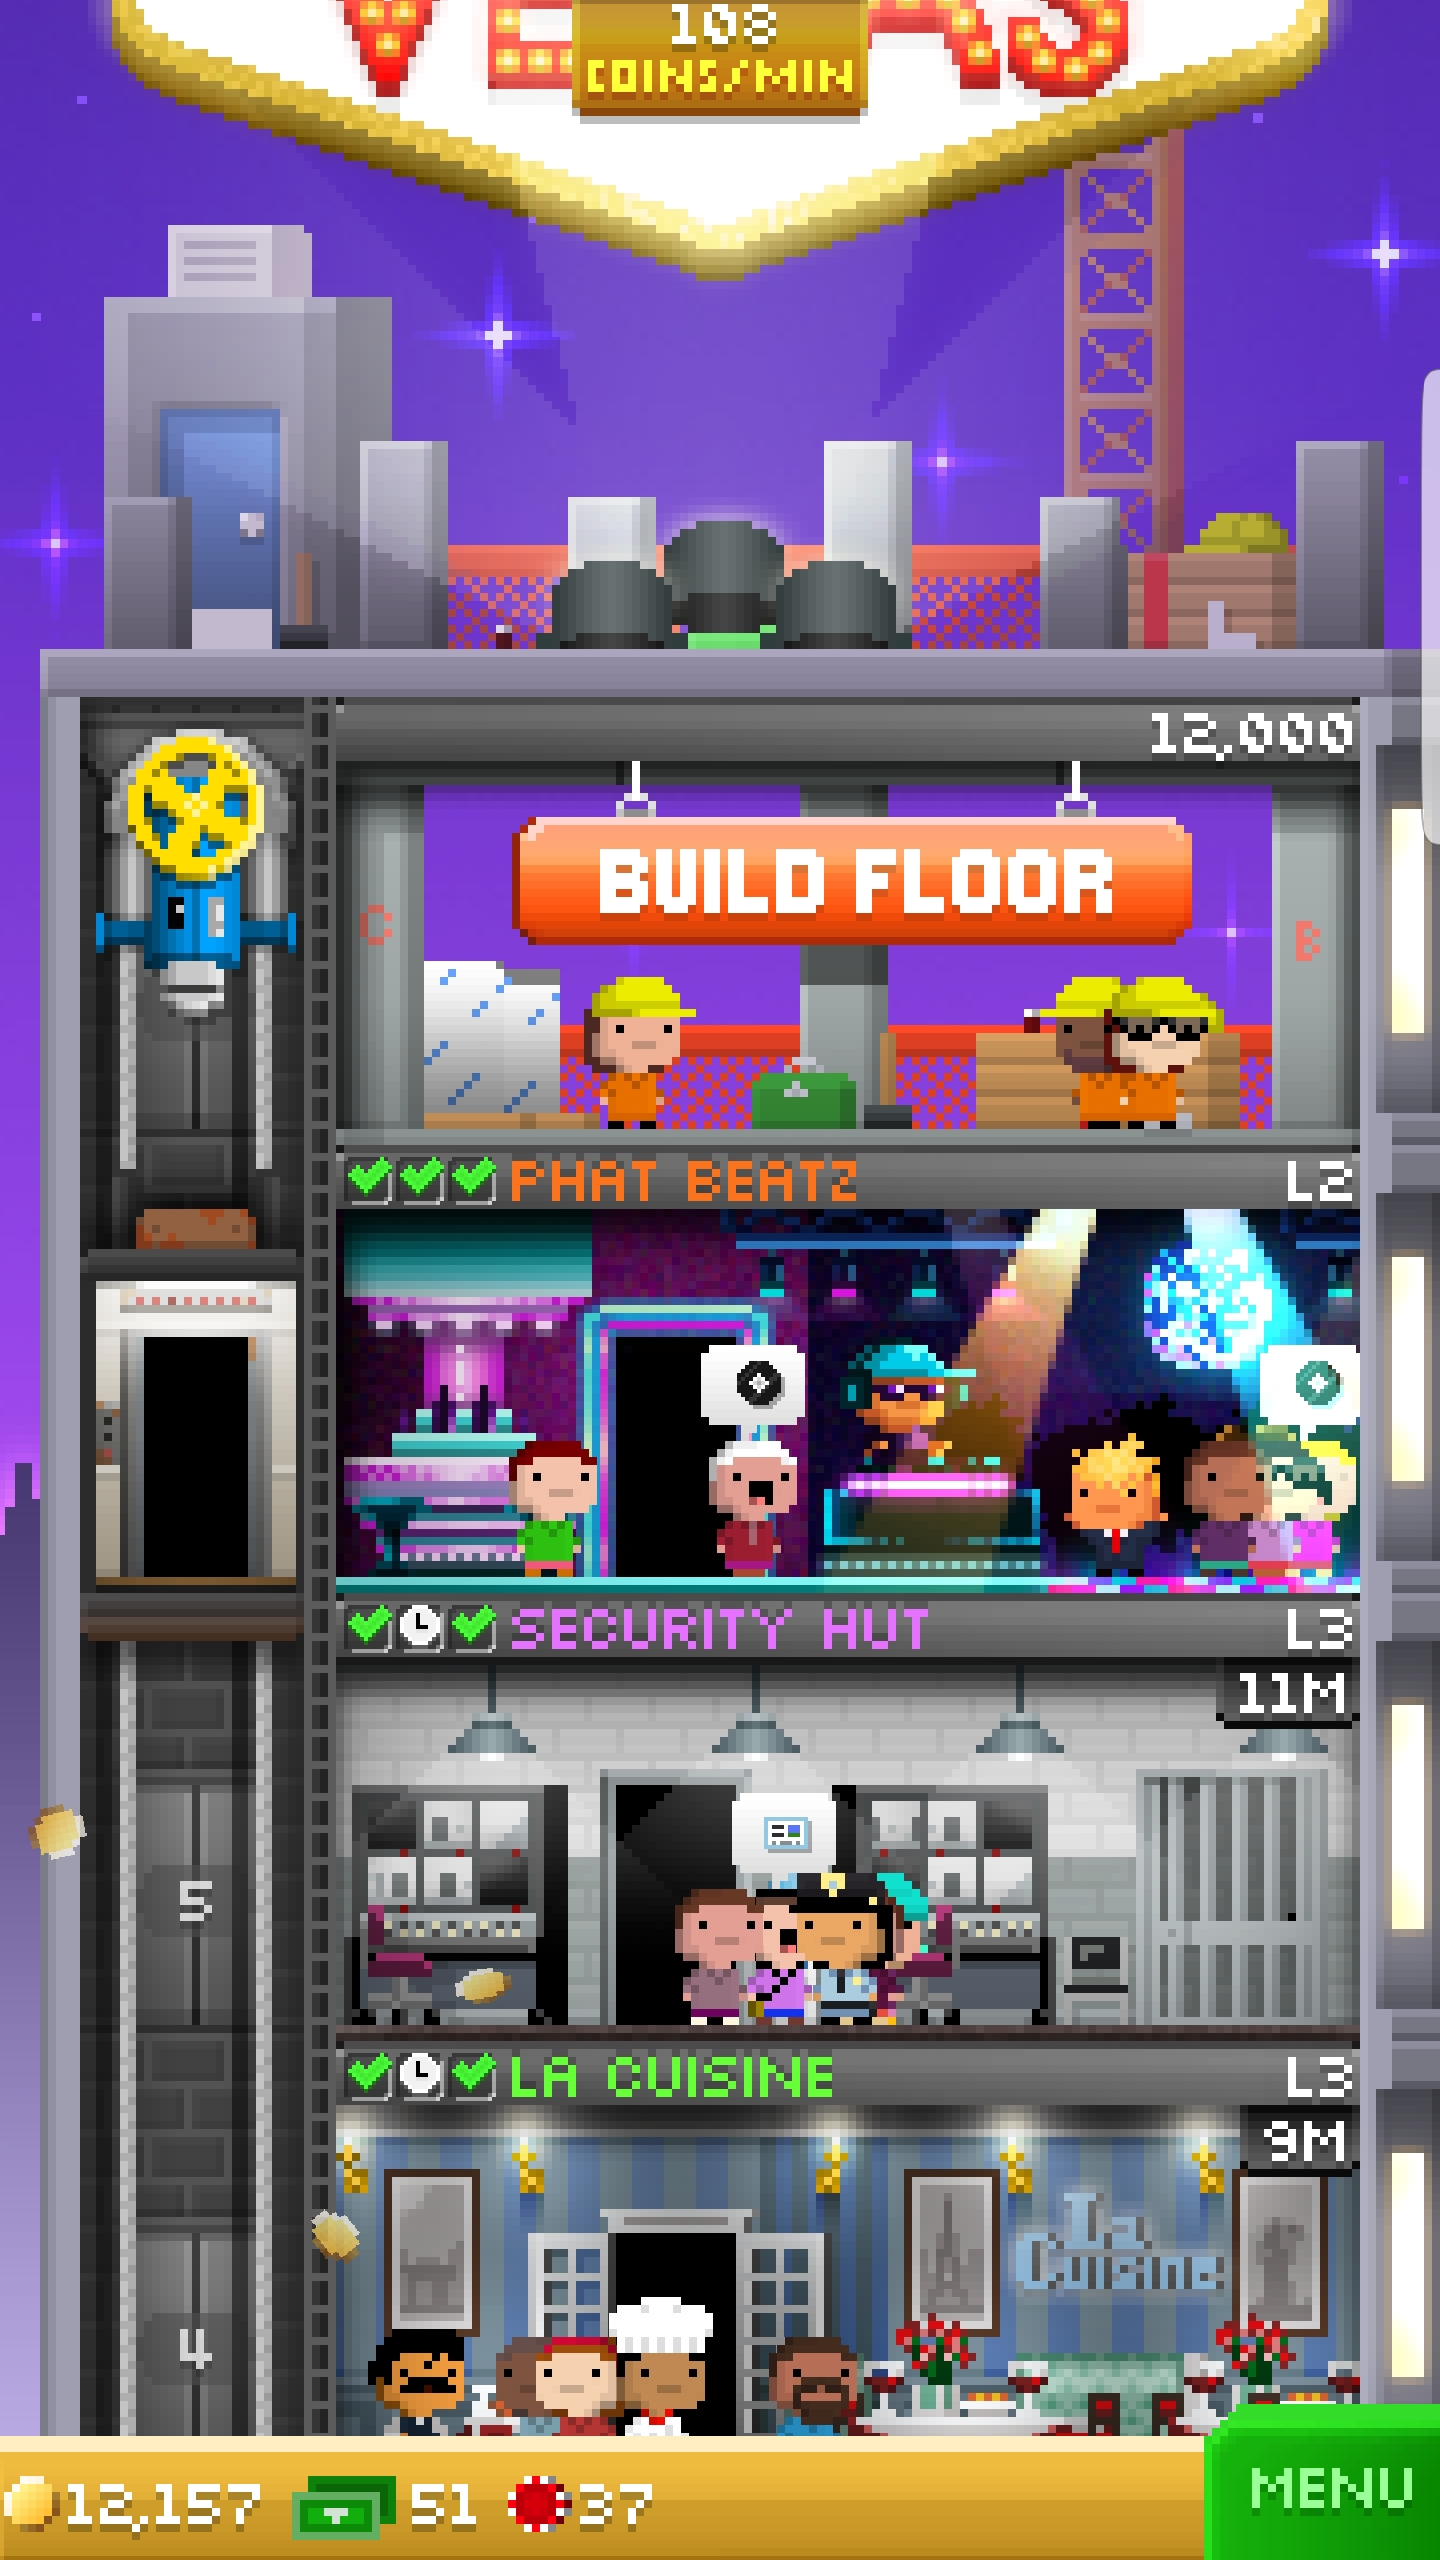 108
COINS/MIN
12,000
BUILD FLOOR
C
B
PHAT BEATZ
L2
SECURITY HUT
L3
11M
5
LA CUISINE
L3
9M
La
Cuisine
4
12,157
51
37
MENU